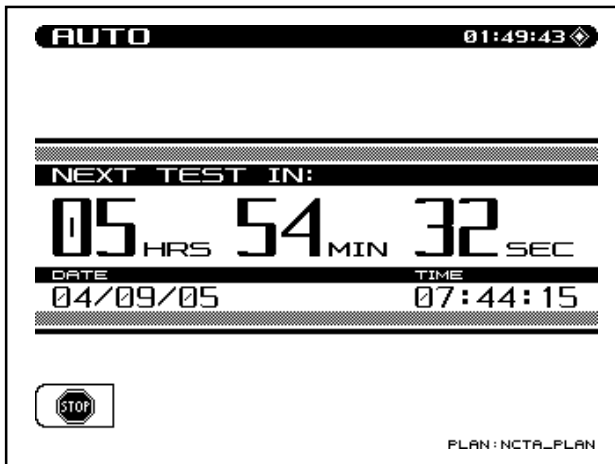 AUTO 01:49:43
NEXT TEST IN:
05 HRS 54 MIN 32 SEC
DATE TIME
04/09/05 07:44:15
STOP
PLAN:NCTA_PLAN